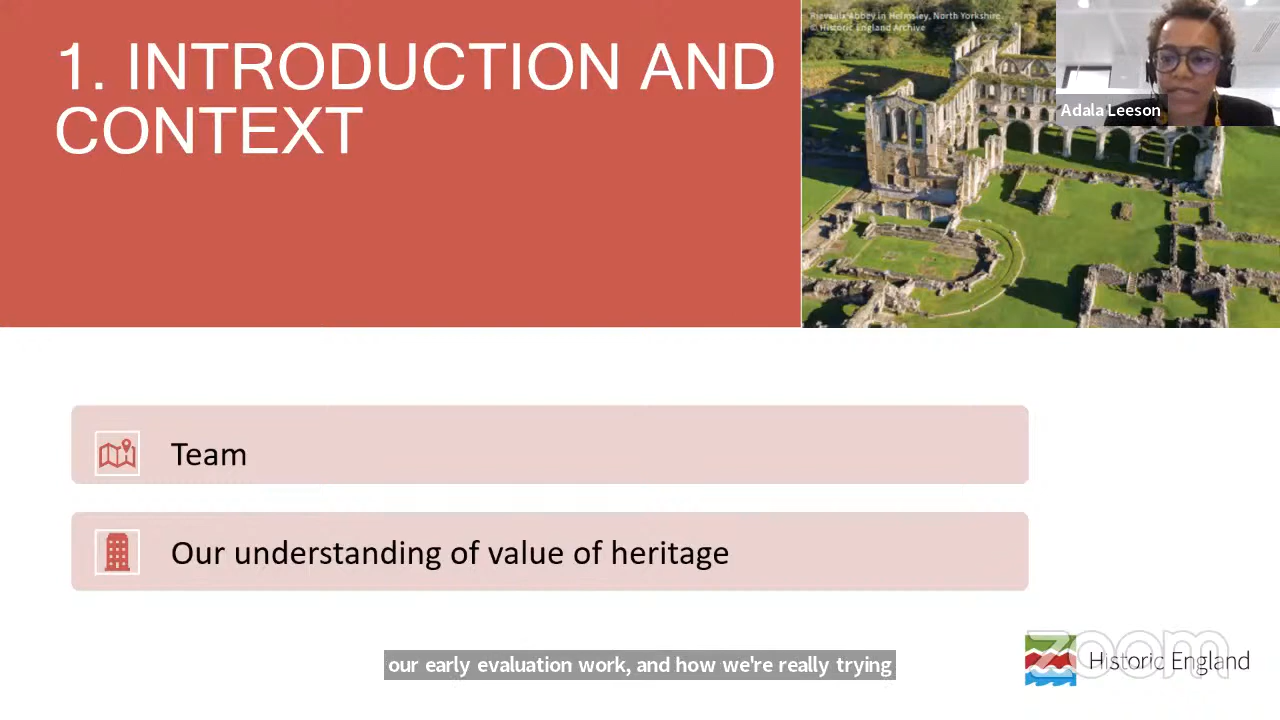 1. INTRODUCTION AND
CONTEXT
Rievaulx Abbey in Helmsley, North Yorkshire
© Historic England Archive
Adala Leeson
Team
Our understanding of value of heritage
our early evaluation work, and how we're really trying
zoom
Historic England